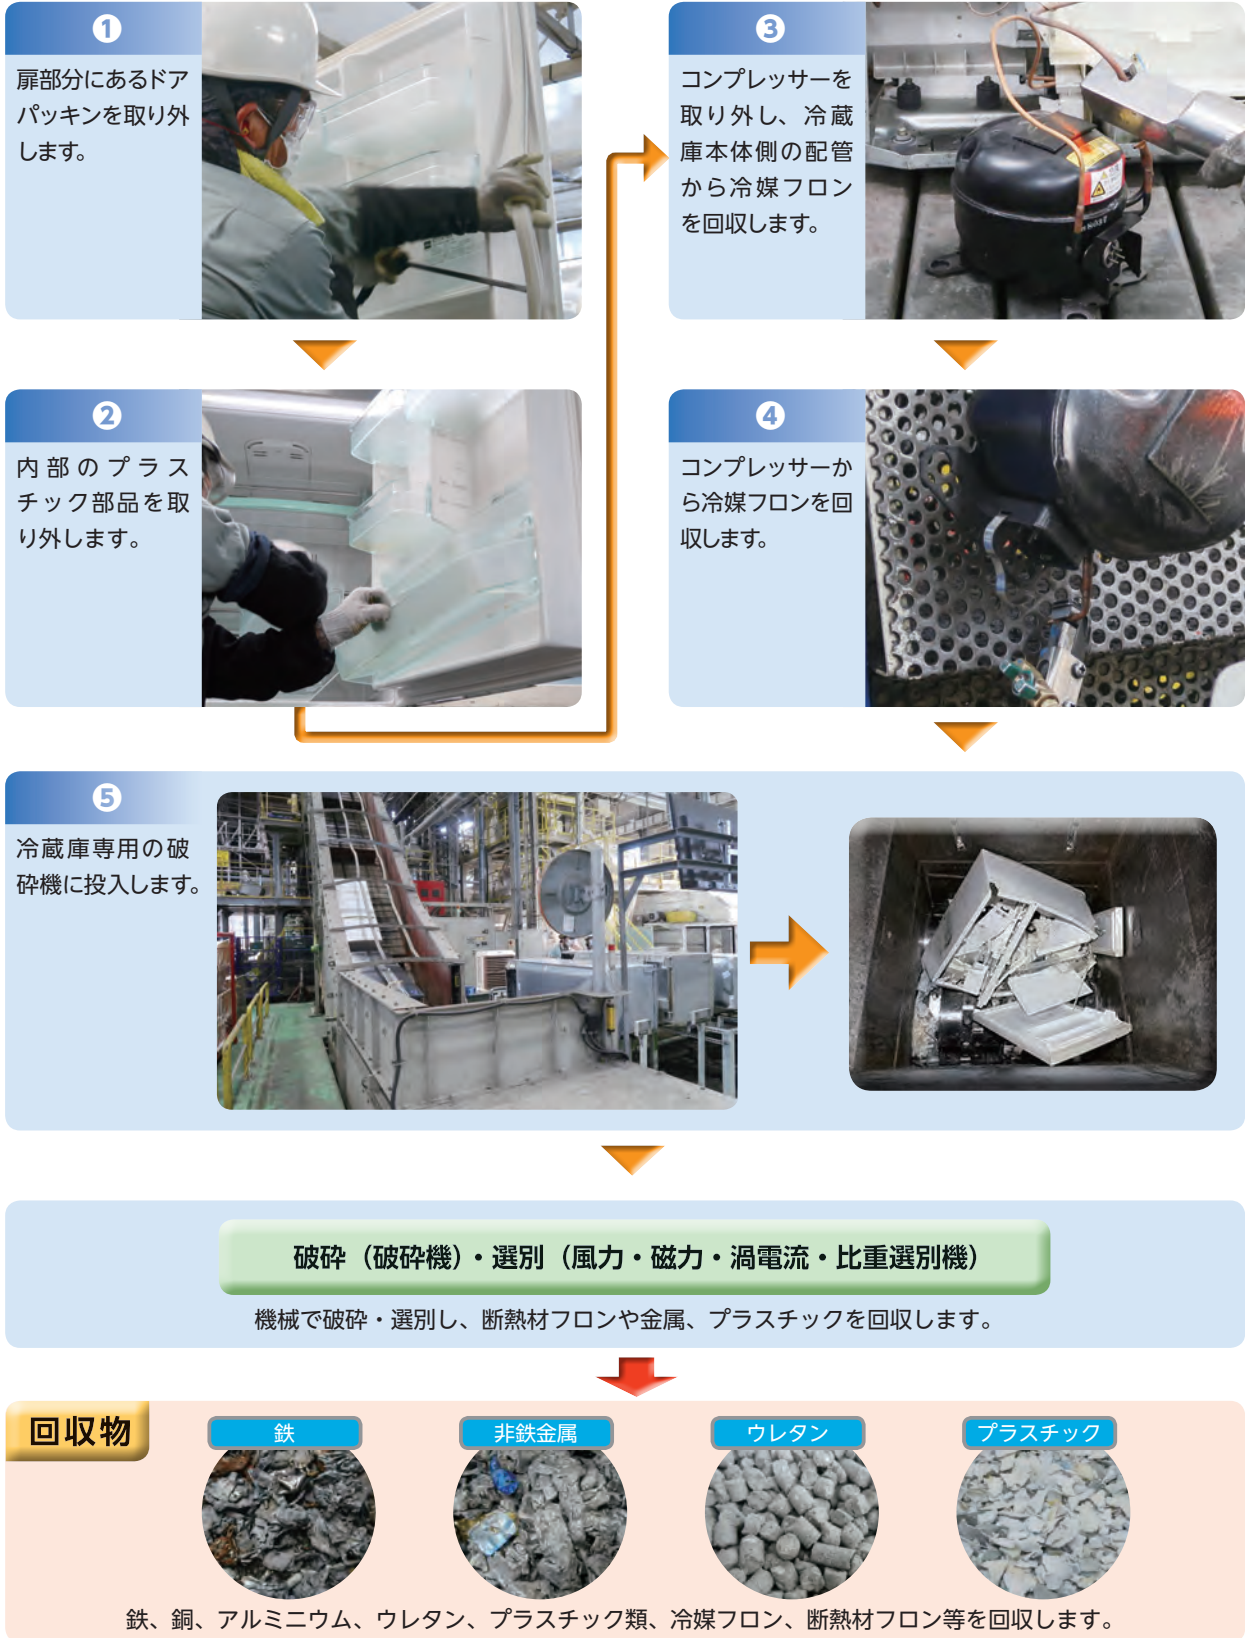 ❶
扉部分にあるドア
パッキンを取り外
します。
❷
内部のプラス
チック部品を取
り外します。
❸
コンプレッサーを
取り外し、冷蔵
庫本体側の配管
から冷媒フロン
を回収します。
❹
コンプレッサーか
ら冷媒フロンを回
収します。
❺
冷蔵庫専用の破
砕機に投入します。
破砕（破砕機）・選別（風力・磁力・渦電流・比重選別機）
機械で破砕・選別し、断熱材フロンや金属、プラスチックを回収します。
回収物
鉄
非鉄金属
ウレタン
プラスチック
鉄、銅、アルミニウム、ウレタン、プラスチック類、冷媒フロン、断熱材フロン等を回収します。